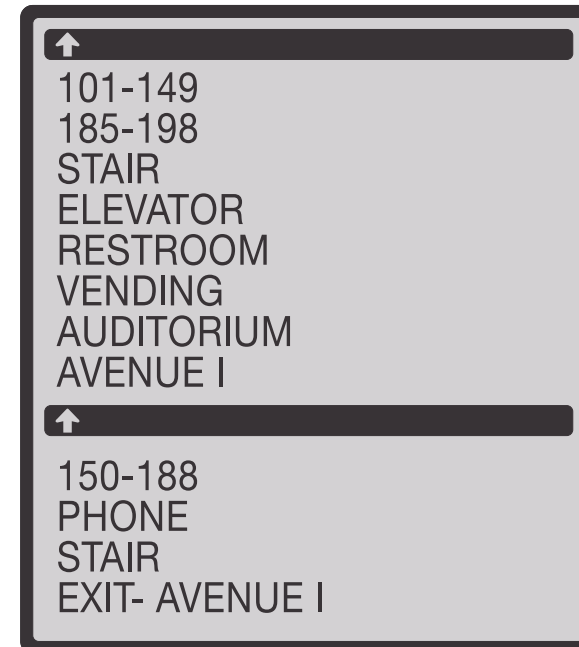 101-149
185-198
STAIR
ELEVATOR
RESTROOM
VENDING
AUDITORIUM
AVENUE I
150-188
PHONE
STAIR
EXIT- AVENUE I